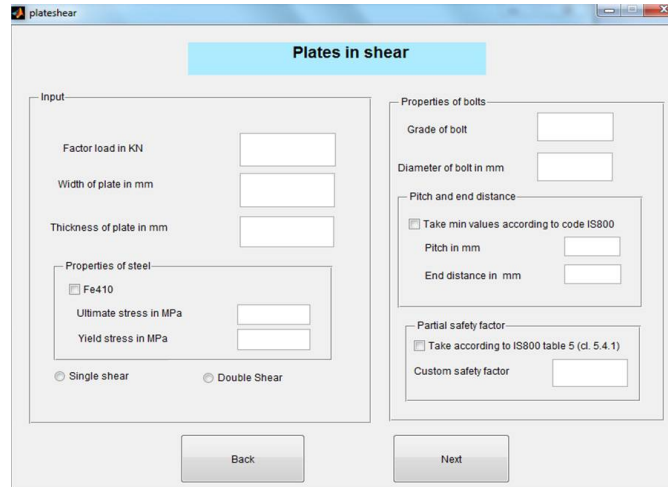 plateshear
Plates in shear
Input
Factor load in KN
Width of plate in mm
Thickness of plate in mm
Properties of steel
Fe410
Ultimate stress in MPa
Yield stress in MPa
Single shear
Double Shear
Properties of bolts
Grade of bolt
Diameter of bolt in mm
Pitch and end distance
Take min values according to code IS800
Pitch in mm
End distance in mm
Partial safety factor
Take according to IS800 table 5 (cl. 5.4.1)
Custom safety factor
Back
Next